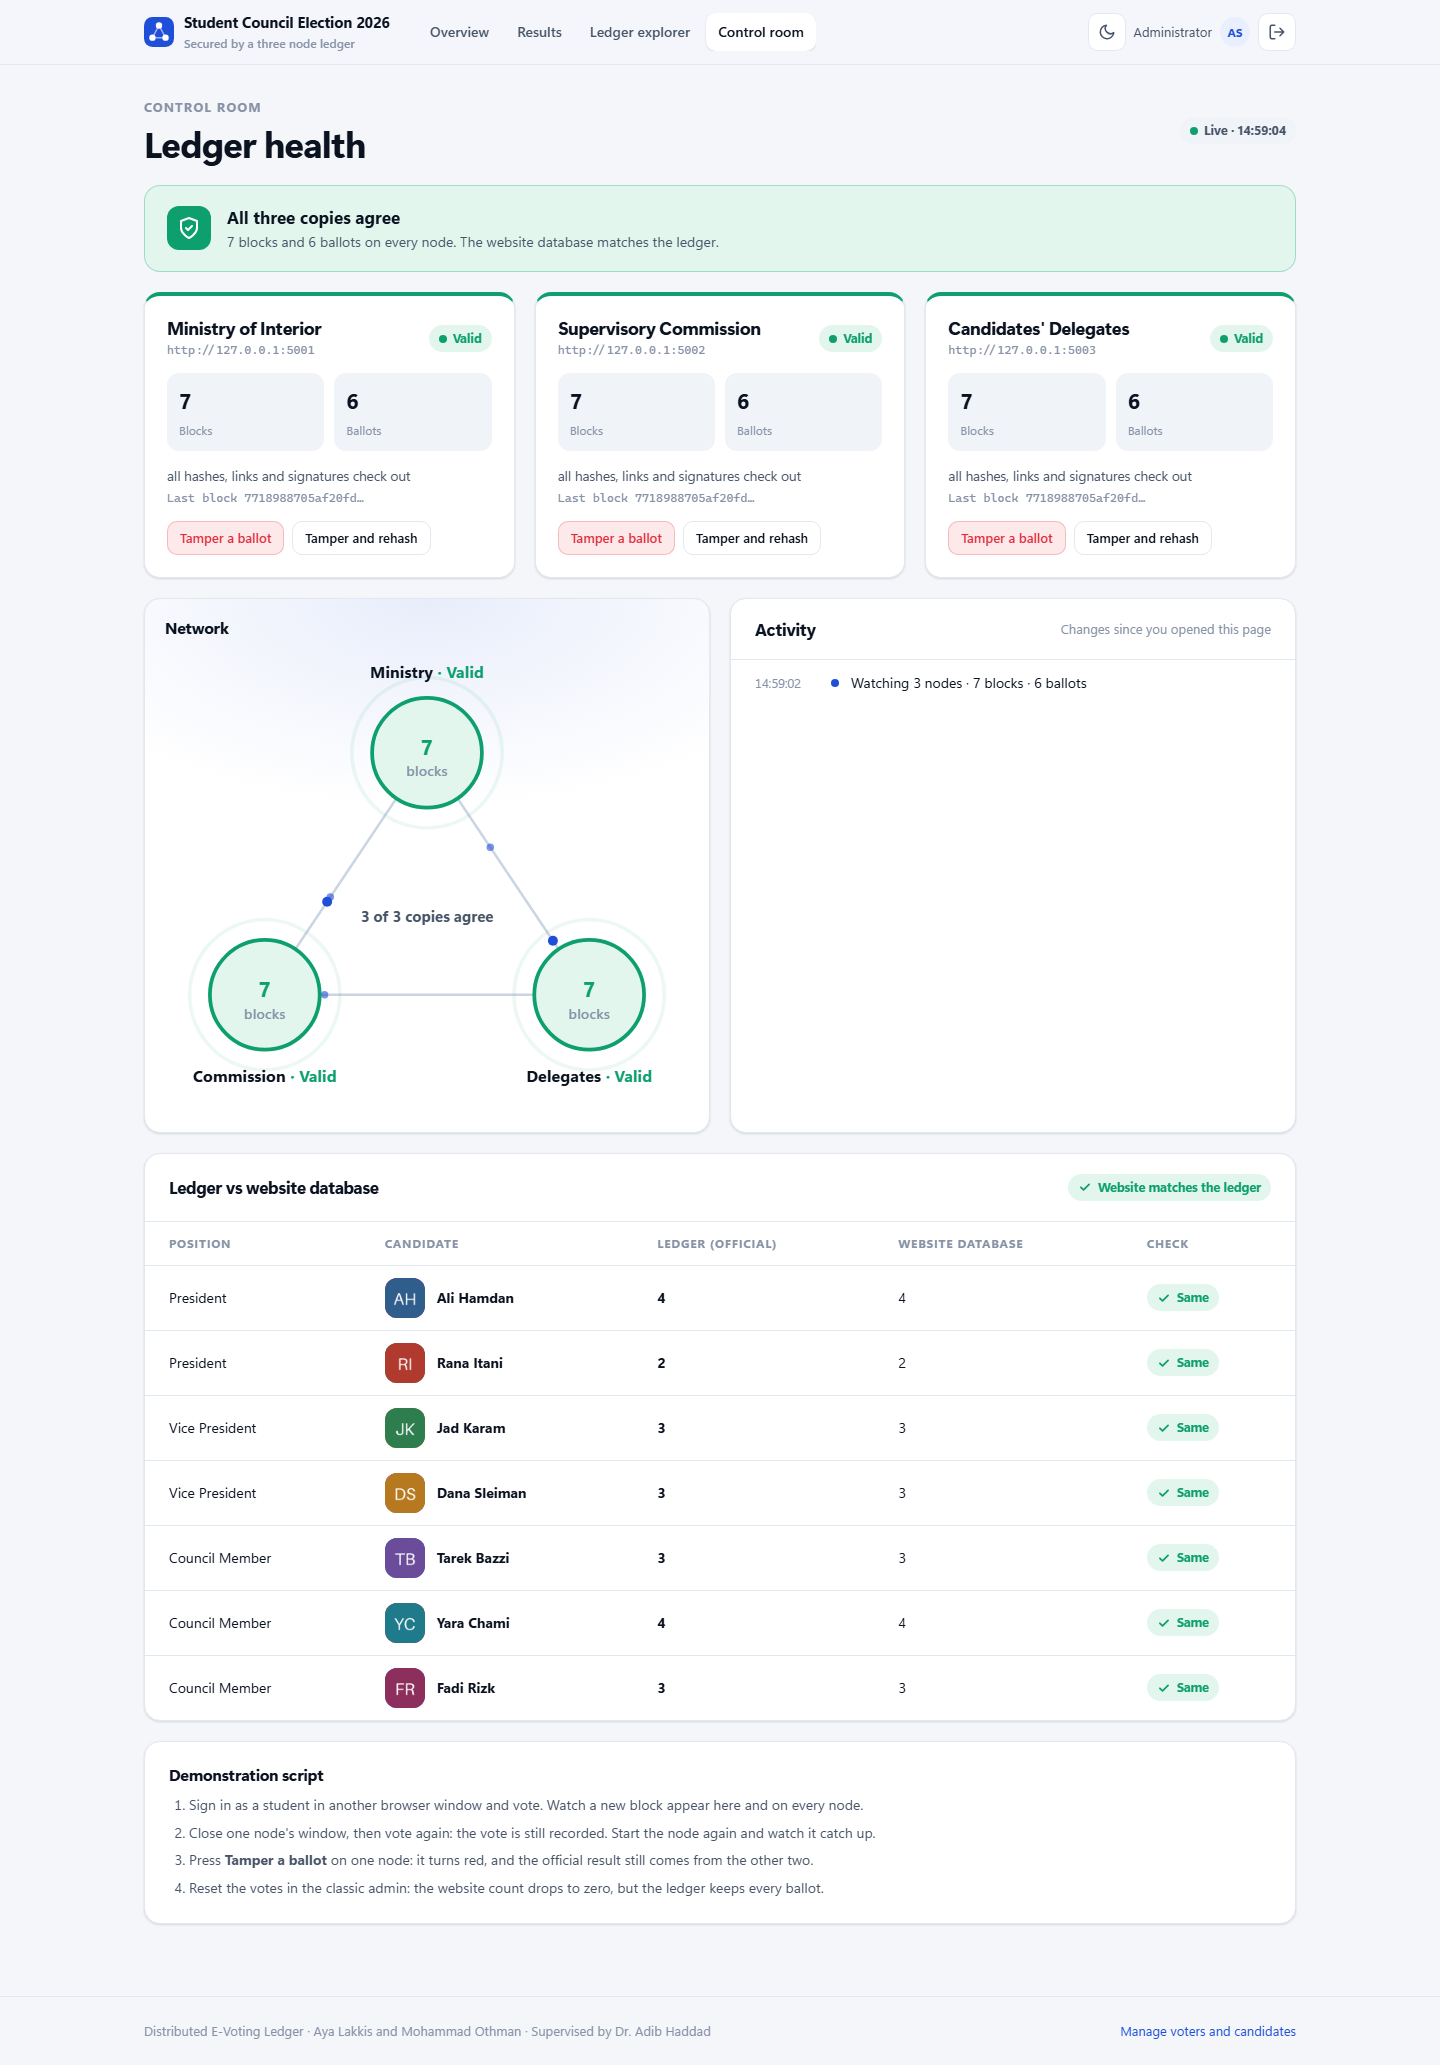 Student Council Election 2026
Secured by a three node ledger
Overview
Results
Ledger explorer
Control room
Administrator
AS
CONTROL ROOM
Ledger health
Live · 14:59:04
All three copies agree
7 blocks and 6 ballots on every node. The website database matches the ledger.
Ministry of Interior
http://127.0.0.1:5001
Valid
7
Blocks
6
Ballots
all hashes, links and signatures check out
Last block 7718988705af20fd…
Tamper a ballot
Tamper and rehash
Supervisory Commission
http://127.0.0.1:5002
Valid
7
Blocks
6
Ballots
all hashes, links and signatures check out
Last block 7718988705af20fd…
Tamper a ballot
Tamper and rehash
Candidates' Delegates
http://127.0.0.1:5003
Valid
7
Blocks
6
Ballots
all hashes, links and signatures check out
Last block 7718988705af20fd…
Tamper a ballot
Tamper and rehash
Network
Ministry · Valid
7
blocks
3 of 3 copies agree
7
blocks
7
blocks
Commission · Valid
Delegates · Valid
Activity
Changes since you opened this page
14:59:02 Watching 3 nodes · 7 blocks · 6 ballots
Ledger vs website database
Website matches the ledger
POSITION CANDIDATE LEDGER (OFFICIAL) WEBSITE DATABASE CHECK
President AH Ali Hamdan 4 4 Same
President RI Rana Itani 2 2 Same
Vice President JK Jad Karam 3 3 Same
Vice President DS Dana Sleiman 3 3 Same
Council Member TB Tarek Bazzi 3 3 Same
Council Member YC Yara Chami 4 4 Same
Council Member FR Fadi Rizk 3 3 Same
Demonstration script
1. Sign in as a student in another browser window and vote. Watch a new block appear here and on every node.
2. Close one node's window, then vote again: the vote is still recorded. Start the node again and watch it catch up.
3. Press Tamper a ballot on one node: it turns red, and the official result still comes from the other two.
4. Reset the votes in the classic admin: the website count drops to zero, but the ledger keeps every ballot.
Distributed E-Voting Ledger · Aya Lakkis and Mohammad Othman · Supervised by Dr. Adib Haddad
Manage voters and candidates